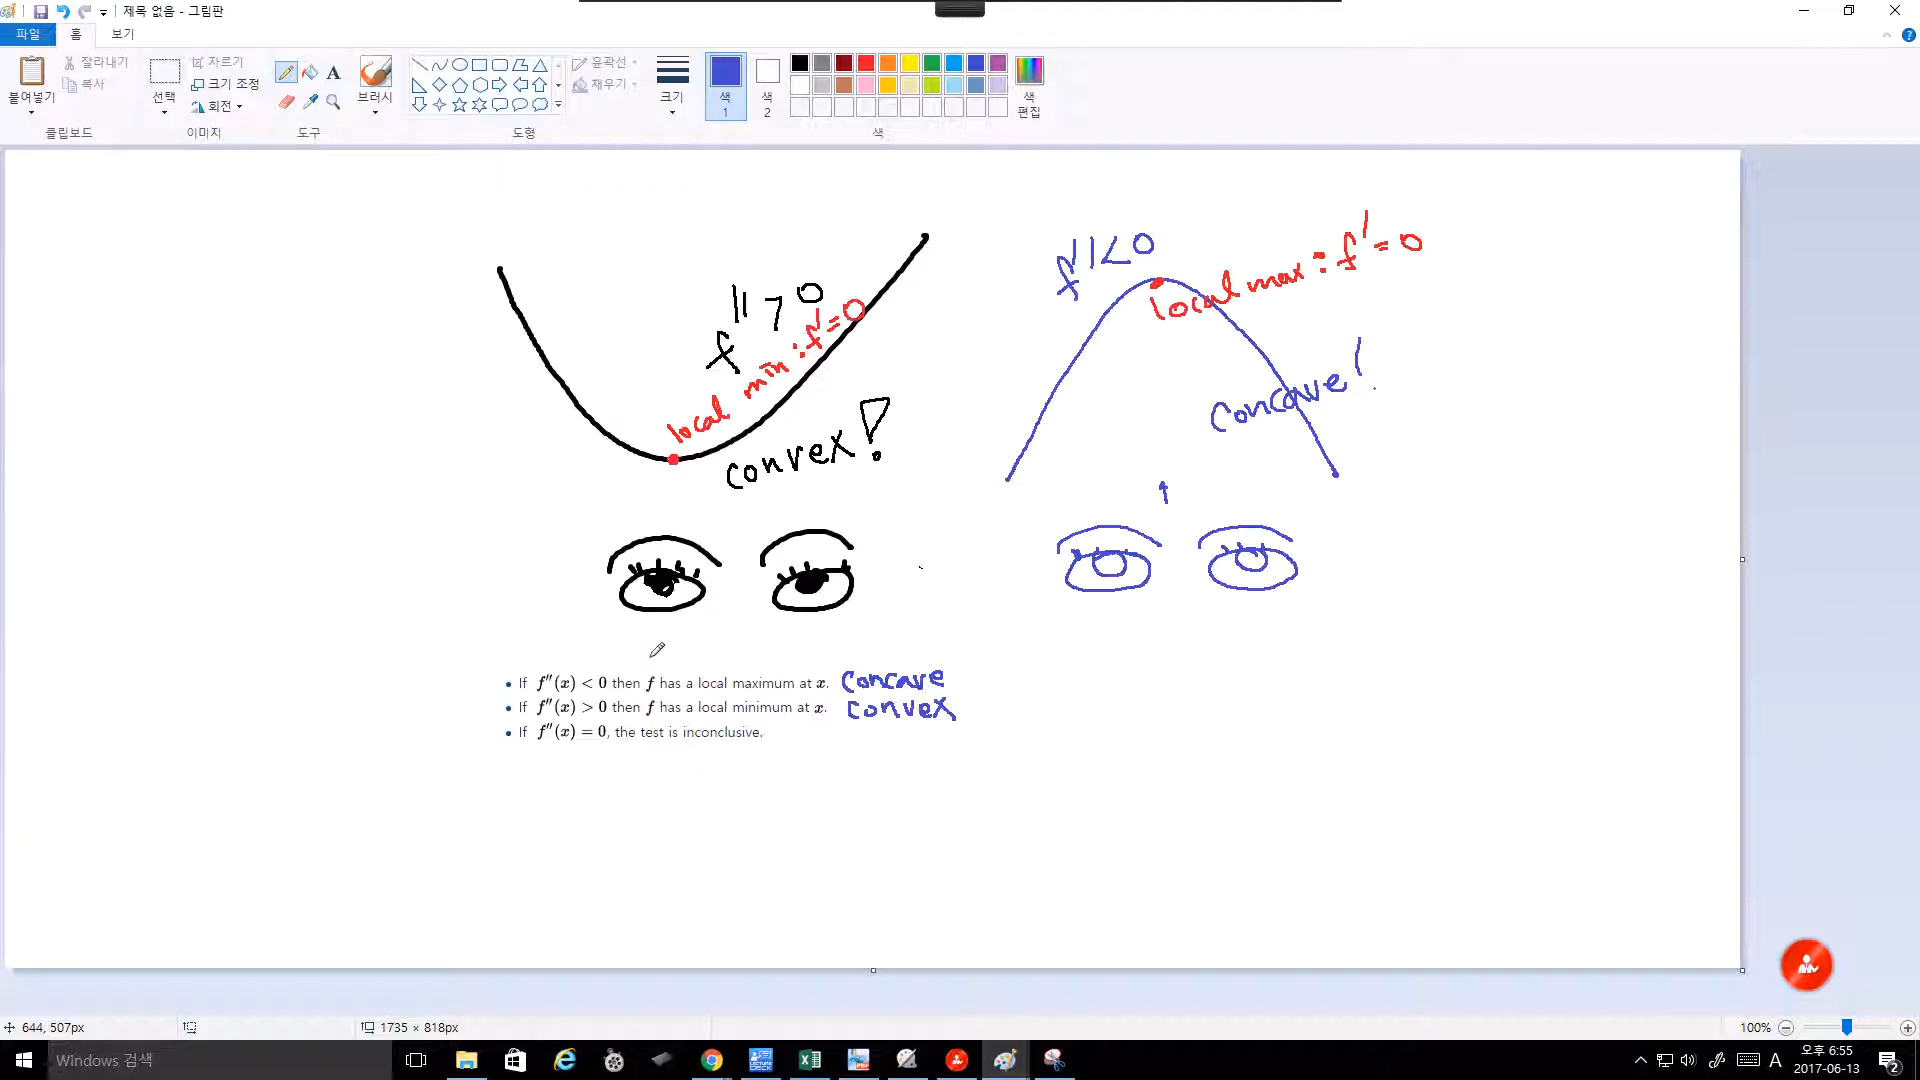 제목 없음 - 그림판
파일 홈 보기
잘라내기
복사
붙여넣기
클립보드
자르기
크기 조정
회전
선택
이미지
A
도구
브러시
윤곽선
채우기
도형
크기
색
1
색
2
색
편집
색
f''>0
local min : f'=0
convex!
f''<0
local max : f'=0
concave!
• If f''(x) < 0 then f has a local maximum at x. concave
• If f''(x) > 0 then f has a local minimum at x. convex
• If f''(x) = 0, the test is inconclusive.
644, 507px
1735 × 818px
100%
Windows 검색
A
오후 6:55
2017-06-13
2